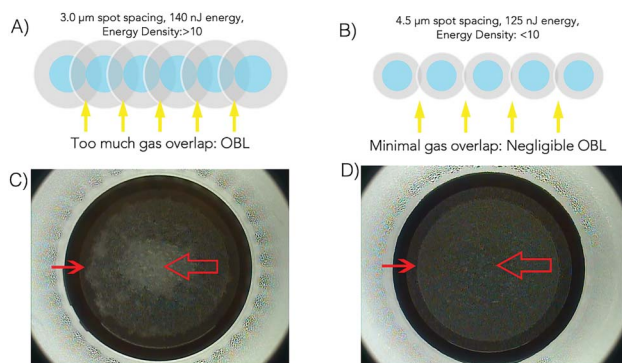 A)
3.0 µm spot spacing, 140 nJ energy,
Energy Density:>10
Too much gas overlap: OBL
B)
4.5 µm spot spacing, 125 nJ energy,
Energy Density: <10
Minimal gas overlap: Negligible OBL
C)
D)